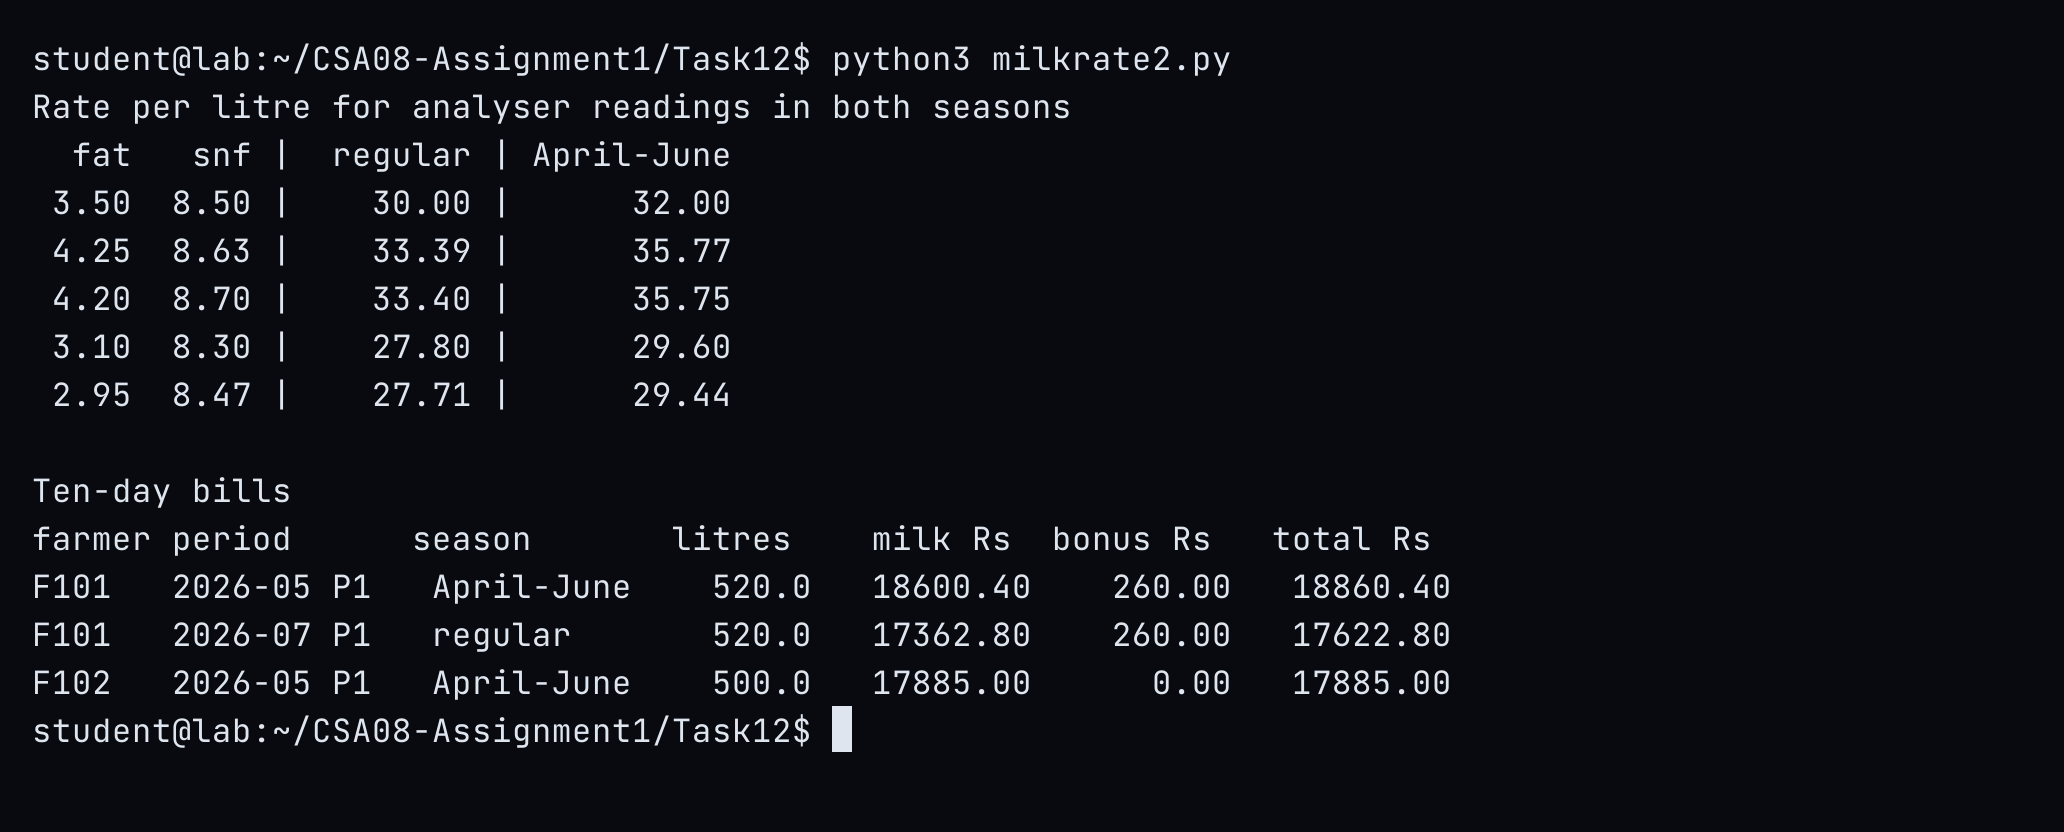 student@lab:~/CSA08-Assignment1/Task12$ python3 milkrate2.py
Rate per litre for analyser readings in both seasons
  fat   snf |  regular | April-June
 3.50  8.50 |    30.00 |      32.00
 4.25  8.63 |    33.39 |      35.77
 4.20  8.70 |    33.40 |      35.75
 3.10  8.30 |    27.80 |      29.60
 2.95  8.47 |    27.71 |      29.44

Ten-day bills
farmer period      season       litres    milk Rs  bonus Rs   total Rs
F101   2026-05 P1   April-June    520.0   18600.40    260.00   18860.40
F101   2026-07 P1   regular       520.0   17362.80    260.00   17622.80
F102   2026-05 P1   April-June    500.0   17885.00      0.00   17885.00
student@lab:~/CSA08-Assignment1/Task12$